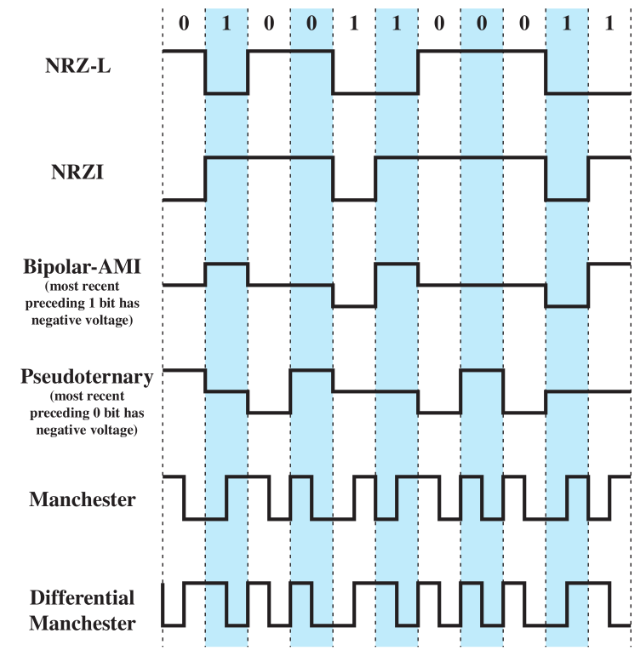 0 1 0 0 1 1 0 0 0 1 1
NRZ-L
NRZI
Bipolar-AMI
(most recent
preceding 1 bit has
negative voltage)
Pseudoternary
(most recent
preceding 0 bit has
negative voltage)
Manchester
Differential
Manchester